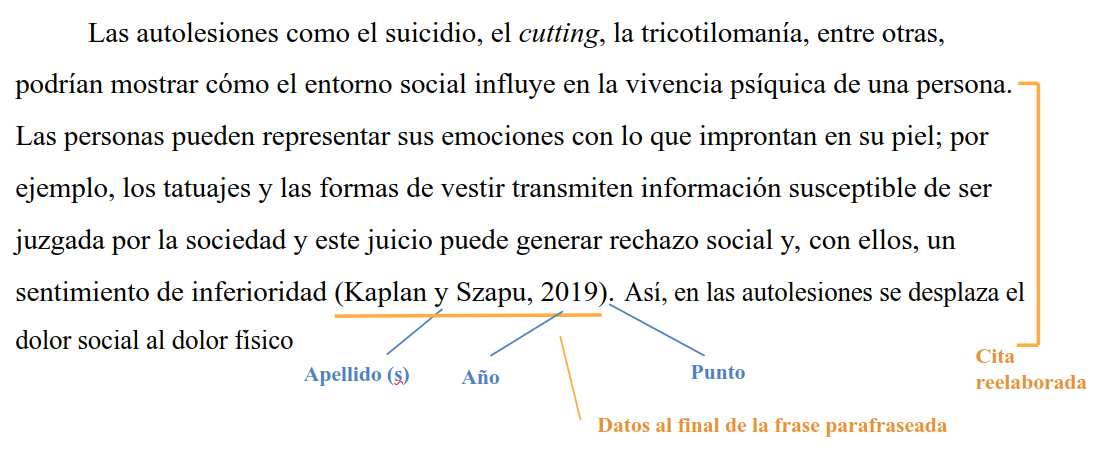 Las autolesiones como el suicidio, el cutting, la tricotilomanía, entre otras,
podrían mostrar cómo el entorno social influye en la vivencia psíquica de una persona.
Las personas pueden representar sus emociones con lo que improntan en su piel; por
ejemplo, los tatuajes y las formas de vestir transmiten información susceptible de ser
juzgada por la sociedad y este juicio puede generar rechazo social y, con ellos, un
sentimiento de inferioridad (Kaplan y Szapu, 2019). Así, en las autolesiones se desplaza el
dolor social al dolor físico
Cita
reelaborada
Apellido (s)
Año
Punto
Datos al final de la frase parafraseada